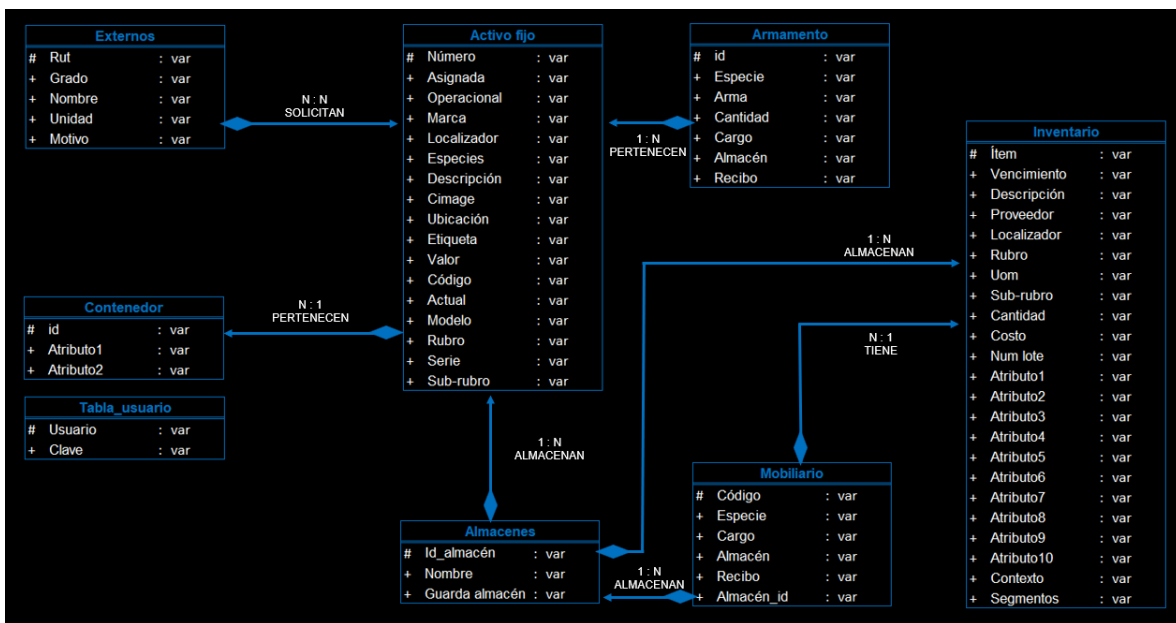 Externos
# Rut : var
+ Grado : var
+ Nombre : var
+ Unidad : var
+ Motivo : var
N : N
SOLICITAN
Activo fijo
# Número : var
+ Asignada : var
+ Operacional : var
+ Marca : var
+ Localizador : var
+ Especies : var
+ Descripción : var
+ Cimage : var
+ Ubicación : var
+ Etiqueta : var
+ Valor : var
+ Código : var
+ Actual : var
+ Modelo : var
+ Rubro : var
+ Serie : var
+ Sub-rubro : var
1 : N
PERTENECEN
Armamento
# id : var
+ Especie : var
+ Arma : var
+ Cantidad : var
+ Cargo : var
+ Almacén : var
+ Recibo : var
Inventario
# Ítem : var
+ Vencimiento : var
+ Descripción : var
+ Proveedor : var
+ Localizador : var
+ Rubro : var
+ Uom : var
+ Sub-rubro : var
+ Cantidad : var
+ Costo : var
+ Num lote : var
+ Atributo1 : var
+ Atributo2 : var
+ Atributo3 : var
+ Atributo4 : var
+ Atributo5 : var
+ Atributo6 : var
+ Atributo7 : var
+ Atributo8 : var
+ Atributo9 : var
+ Atributo10 : var
+ Contexto : var
+ Segmentos : var
1 : N
ALMACENAN
N : 1
TIENE
Contenedor
# id : var
+ Atributo1 : var
+ Atributo2 : var
N : 1
PERTENECEN
Tabla_usuario
# Usuario : var
+ Clave : var
1 : N
ALMACENAN
Almacenes
# Id_almacén : var
+ Nombre : var
+ Guarda almacén : var
1 : N
ALMACENAN
Mobiliario
# Código : var
+ Especie : var
+ Cargo : var
+ Almacén : var
+ Recibo : var
+ Almacén_id : var